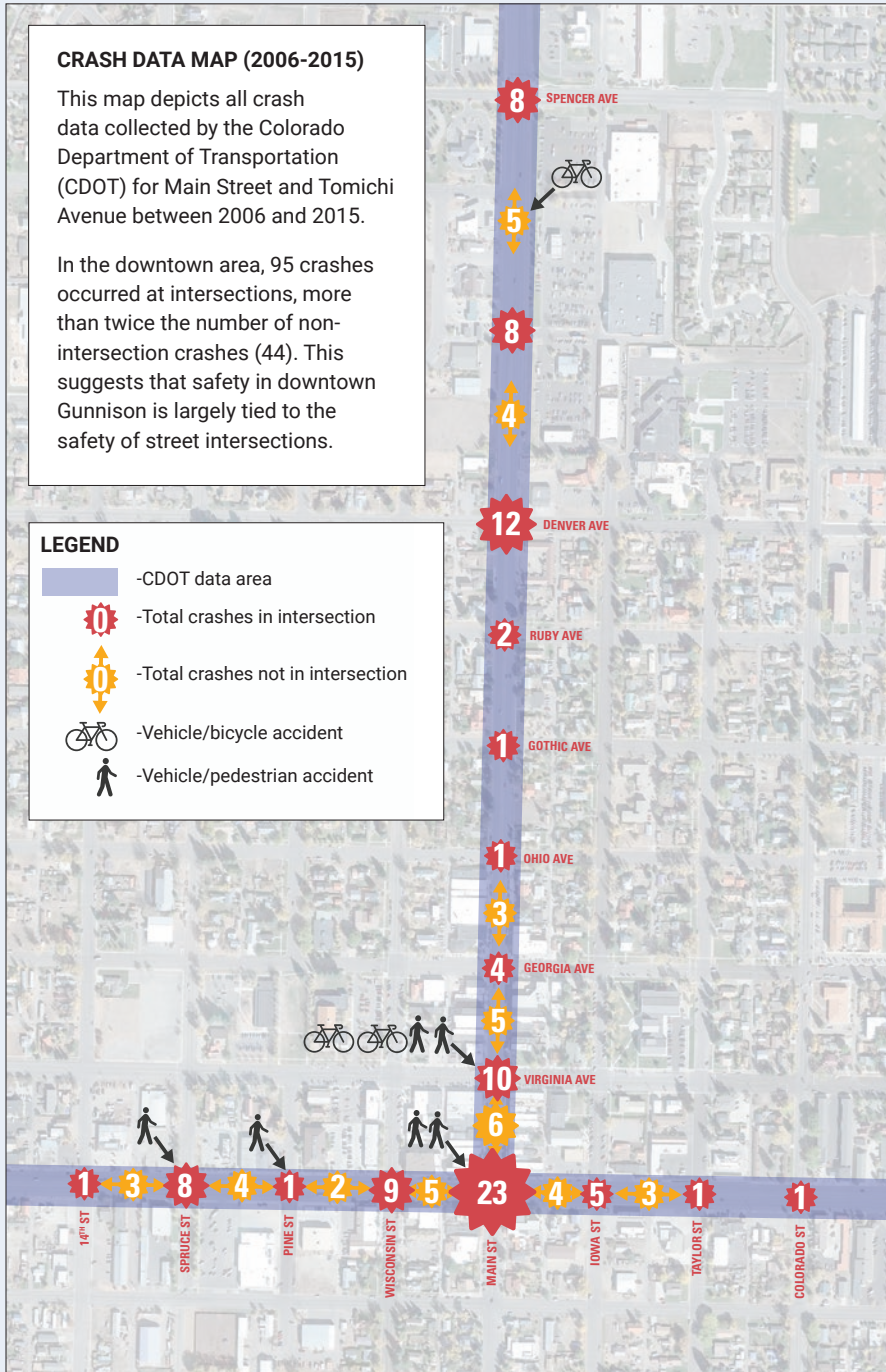 CRASH DATA MAP (2006-2015)
This map depicts all crash
data collected by the Colorado
Department of Transportation
(CDOT) for Main Street and Tomichi
Avenue between 2006 and 2015.
In the downtown area, 95 crashes
occurred at intersections, more
than twice the number of non-
intersection crashes (44). This
suggests that safety in downtown
Gunnison is largely tied to the
safety of street intersections.
LEGEND
-CDOT data area
0 -Total crashes in intersection
0 -Total crashes not in intersection
-Vehicle/bicycle accident
-Vehicle/pedestrian accident
8 SPENCER AVE
5
8
4
12 DENVER AVE
2 RUBY AVE
1 GOTHIC AVE
1 OHIO AVE
3
4 GEORGIA AVE
5
10 VIRGINIA AVE
6
1 3 8 4 1 2 9 5 23 4 5 3 1 1
14TH ST
SPRUCE ST
PINE ST
WISCONSIN ST
MAIN ST
IOWA ST
TAYLOR ST
COLORADO ST